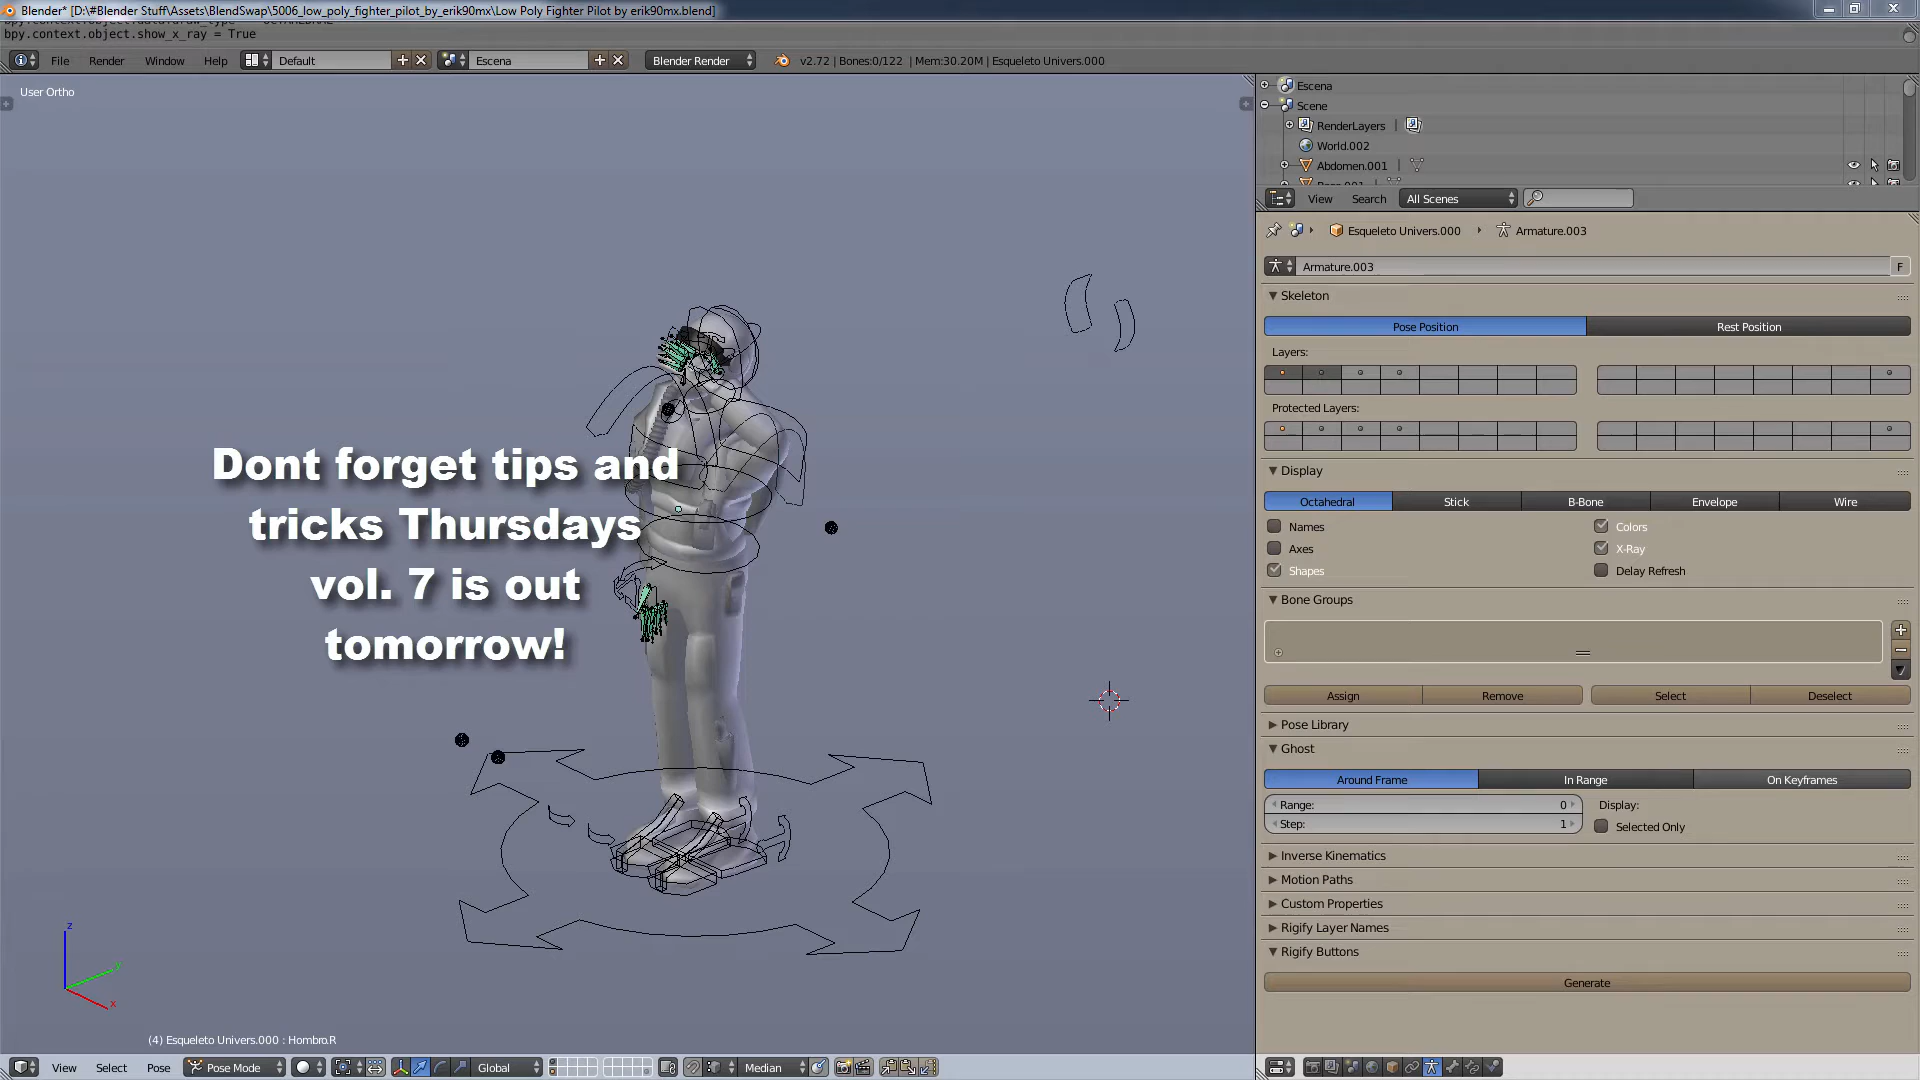 Blender* [D:\#Blender Stuff\Assets\BlendSwap\5006_low_poly_fighter_pilot_by_erik90mx\Low Poly Fighter Pilot by erik90mx.blend]
bpy.context.object.show_x_ray = True
File Render Window Help Default Escena Blender Render v2.72 | Bones:0/122 | Mem:30.20M | Esqueleto Univers.000
User Ortho
Escena
Scene
RenderLayers
World.002
Abdomen.001
View Search All Scenes
Esqueleto Univers.000 Armature.003
Armature.003 F
Skeleton
Pose Position Rest Position
Layers:
Protected Layers:
Display
Octahedral Stick B-Bone Envelope Wire
Names Colors
Axes X-Ray
Shapes Delay Refresh
Bone Groups
Assign Remove Select Deselect
Pose Library
Ghost
Around Frame In Range On Keyframes
Range: 0 Display:
Step: 1 Selected Only
Inverse Kinematics
Motion Paths
Custom Properties
Rigify Layer Names
Rigify Buttons
Generate
Dont forget tips and
tricks Thursdays
vol. 7 is out
tomorrow!
z
y
x
(4) Esqueleto Univers.000 : Hombro.R
View Select Pose Pose Mode Global Median